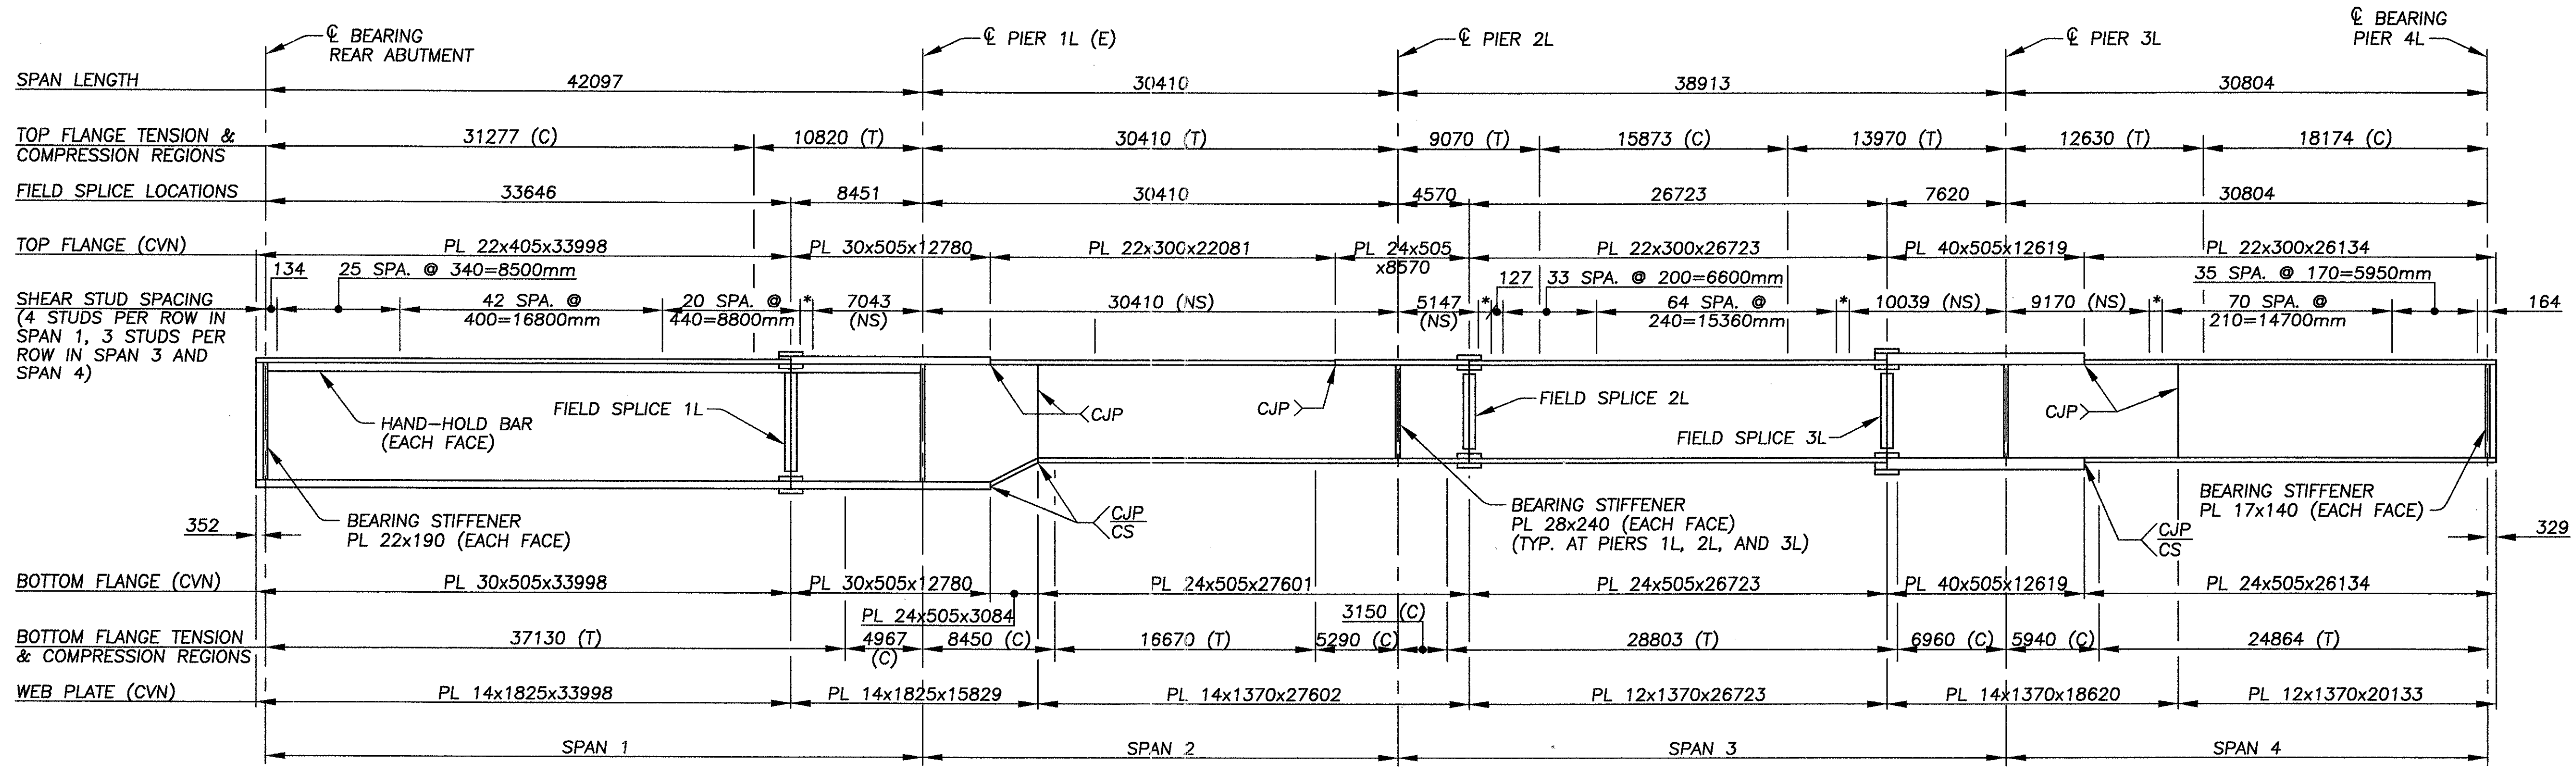 ℄ BEARING
REAR ABUTMENT
℄ PIER 1L (E)
℄ PIER 2L
℄ PIER 3L
℄ BEARING
PIER 4L
SPAN LENGTH
42097
30410
38913
30804
TOP FLANGE TENSION &
COMPRESSION REGIONS
31277 (C)
10820 (T)
30410 (T)
9070 (T)
15873 (C)
13970 (T)
12630 (T)
18174 (C)
FIELD SPLICE LOCATIONS
33646
8451
30410
4570
26723
7620
30804
TOP FLANGE (CVN)
PL 22x405x33998
PL 30x505x12780
PL 22x300x22081
PL 24x505
x8570
PL 22x300x26723
PL 40x505x12619
PL 22x300x26134
SHEAR STUD SPACING
(4 STUDS PER ROW IN
SPAN 1, 3 STUDS PER
ROW IN SPAN 3 AND
SPAN 4)
134
25 SPA. @ 340=8500mm
42 SPA. @
400=16800mm
20 SPA. @
440=8800mm
*
7043
(NS)
30410 (NS)
5147
(NS)
*
127
33 SPA. @ 200=6600mm
64 SPA. @
240=15360mm
*
10039 (NS)
9170 (NS)
*
70 SPA. @
210=14700mm
35 SPA. @ 170=5950mm
164
HAND-HOLD BAR
(EACH FACE)
FIELD SPLICE 1L
CJP
CJP
FIELD SPLICE 2L
FIELD SPLICE 3L
CJP
BEARING STIFFENER
PL 22x190 (EACH FACE)
CJP
CS
BEARING STIFFENER
PL 28x240 (EACH FACE)
(TYP. AT PIERS 1L, 2L, AND 3L)
CJP
CS
BEARING STIFFENER
PL 17x140 (EACH FACE)
352
329
BOTTOM FLANGE (CVN)
PL 30x505x33998
PL 30x505x12780
PL 24x505x3084
PL 24x505x27601
PL 24x505x26723
PL 40x505x12619
PL 24x505x26134
BOTTOM FLANGE TENSION
& COMPRESSION REGIONS
37130 (T)
4967
(C)
8450 (C)
16670 (T)
5290 (C)
3150 (C)
28803 (T)
6960 (C)
5940 (C)
24864 (T)
WEB PLATE (CVN)
PL 14x1825x33998
PL 14x1825x15829
PL 14x1370x27602
PL 12x1370x26723
PL 14x1370x18620
PL 12x1370x20133
SPAN 1
SPAN 2
SPAN 3
SPAN 4